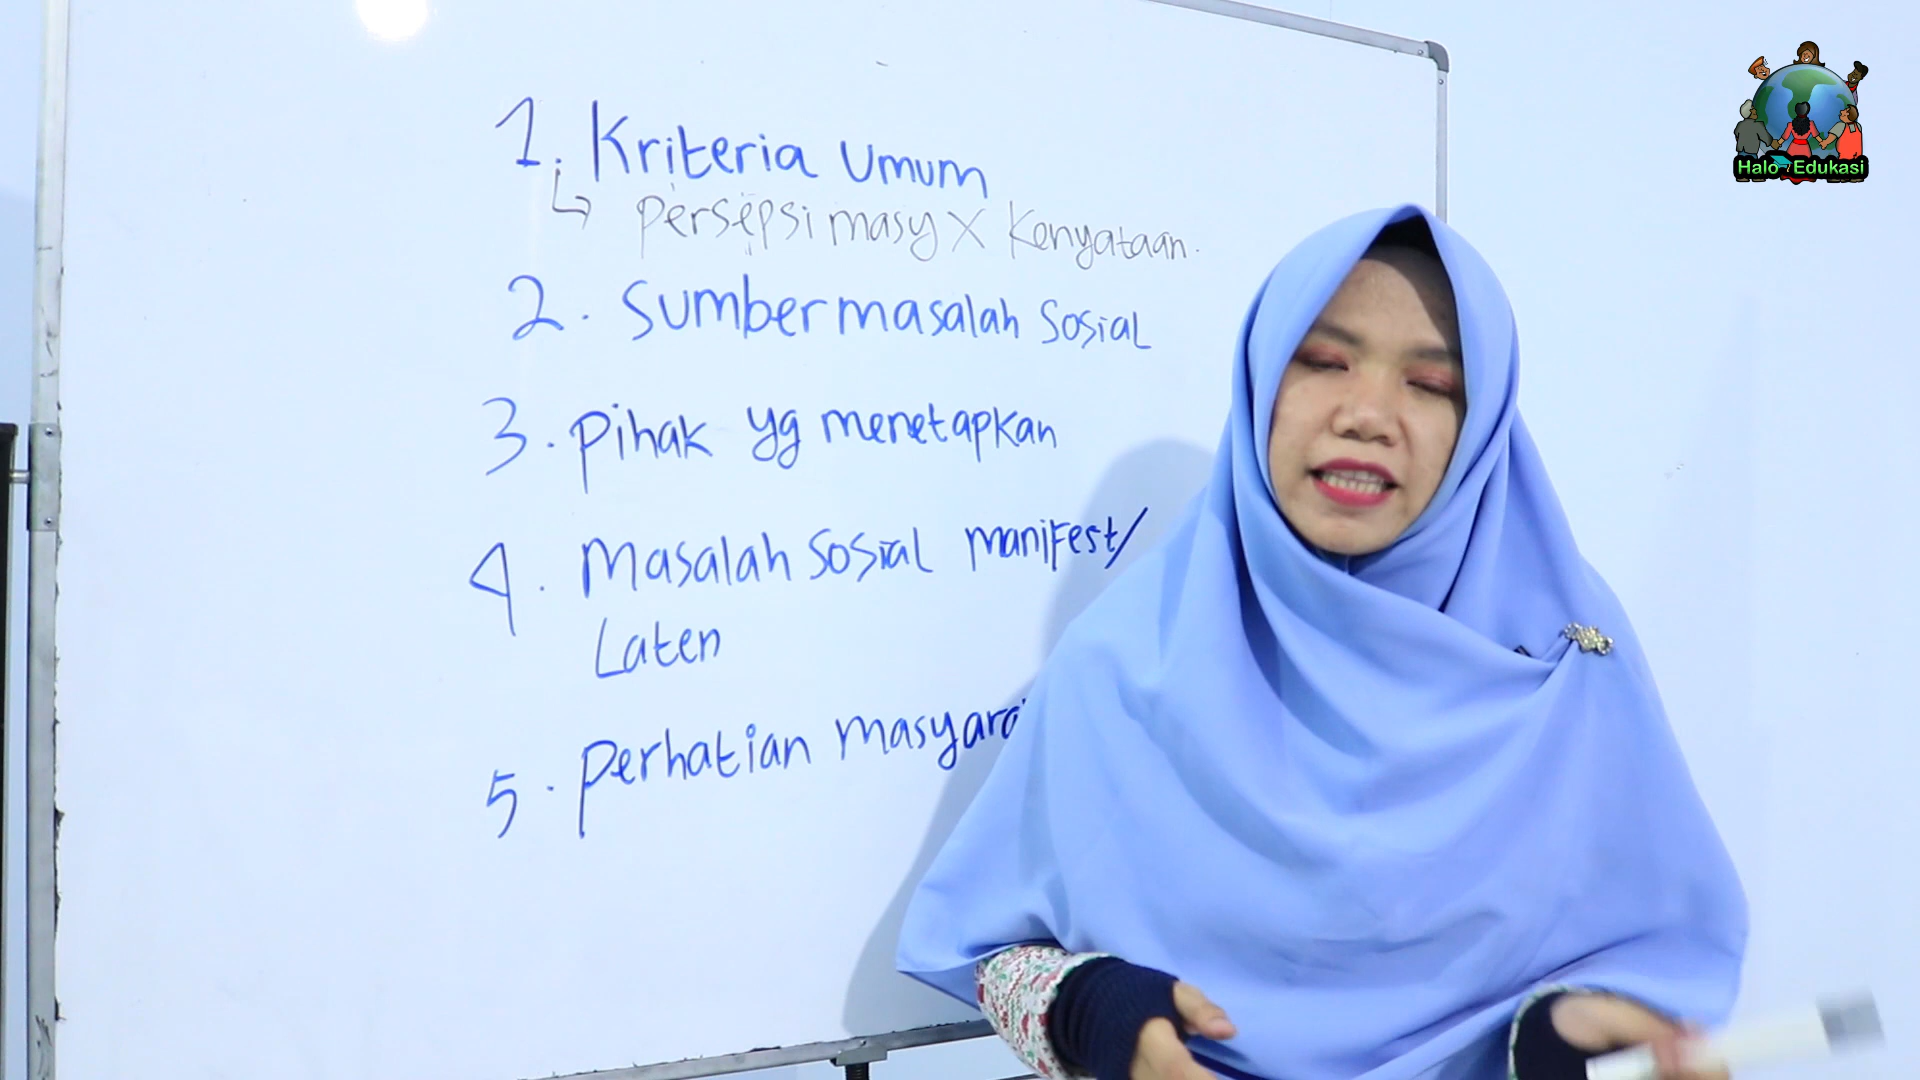 1. Kriteria Umum
↳ Persepsi masy X Kenyataan.
2. Sumber masalah Sosial
3. Pihak yg menetapkan
4. Masalah Sosial manifest/
Laten
5. Perhatian
Halo Edukasi